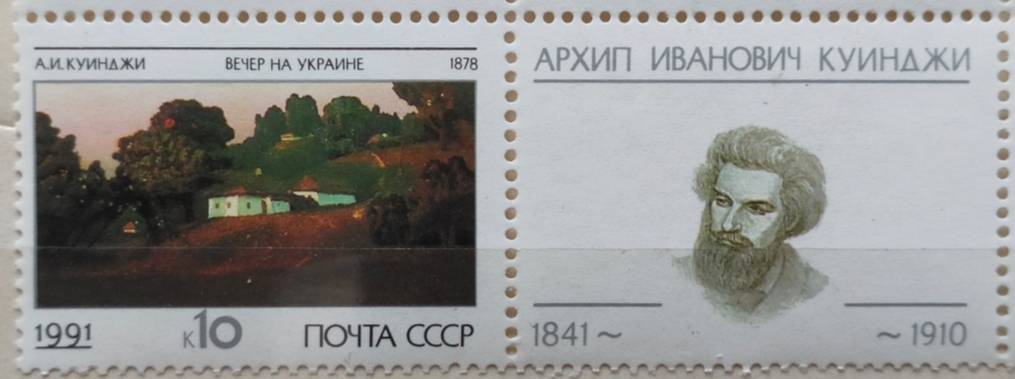 А.И. КУИНДЖИ ВЕЧЕР НА УКРАИНЕ 1878
1991 к10 ПОЧТА СССР
АРХИП ИВАНОВИЧ КУИНДЖИ
1841 ~ ~ 1910